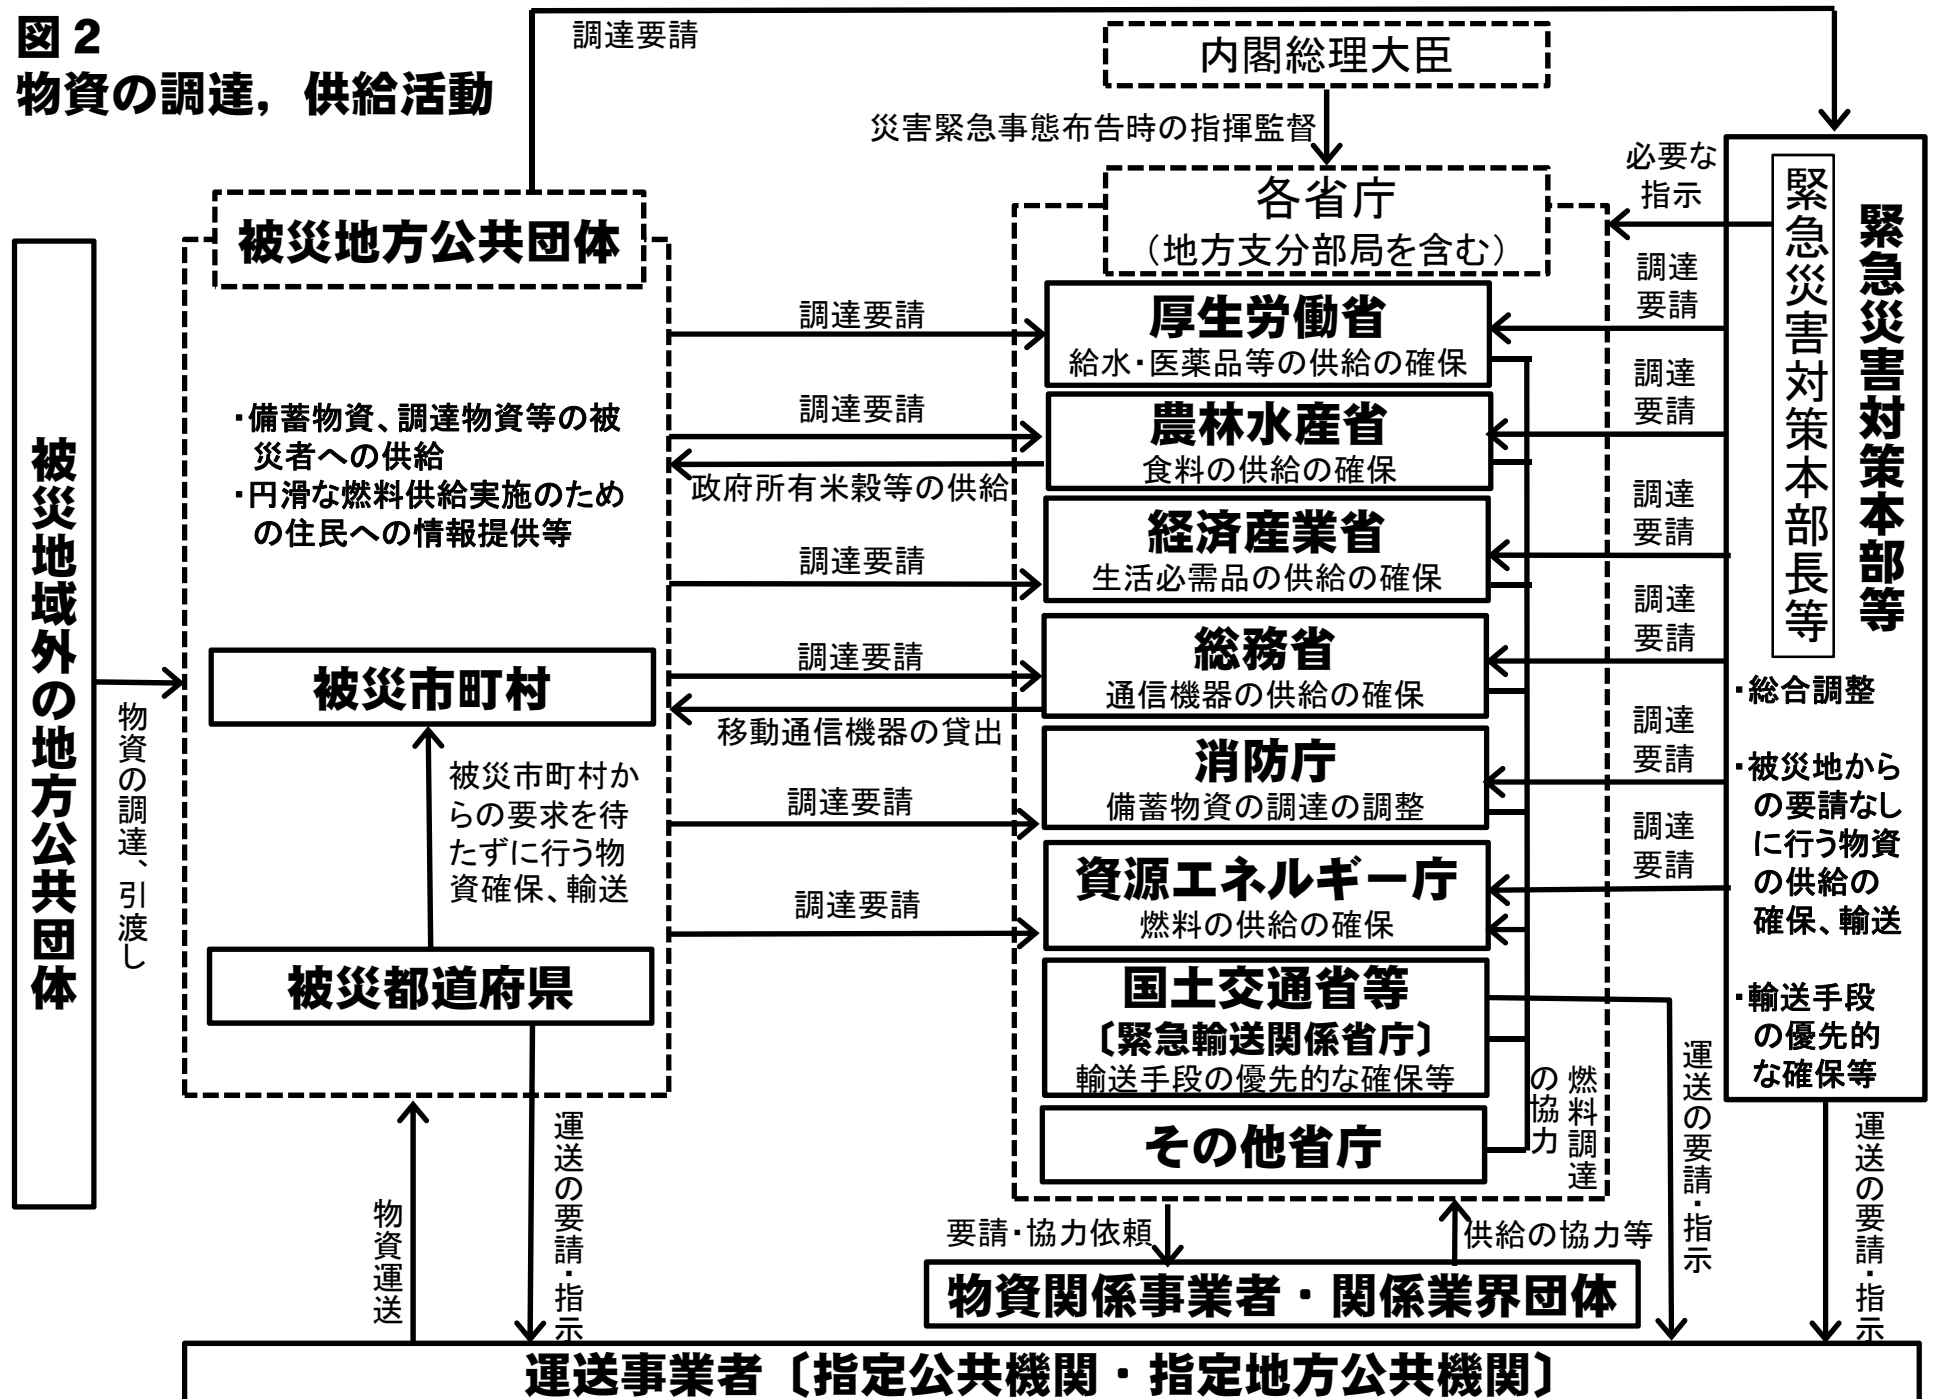 図２
物資の調達，供給活動
調達要請
内閣総理大臣
災害緊急事態布告時の指揮監督
各省庁
（地方支分部局を含む）
必要な
指示
緊急災害対策本部等
緊急災害対策本部長等
・総合調整
・被災地から
の要請なし
に行う物資
の供給の
確保、輸送
・輸送手段
の優先的
な確保等
被災地域外の地方公共団体
物資の調達、引渡し
被災地方公共団体
・備蓄物資、調達物資等の被
災者への供給
・円滑な燃料供給実施のため
の住民への情報提供等
被災市町村
被災市町村か
らの要求を待
たずに行う物
資確保、輸送
被災都道府県
調達要請
調達要請
政府所有米穀等の供給
調達要請
調達要請
移動通信機器の貸出
調達要請
調達要請
厚生労働省
給水・医薬品等の供給の確保
農林水産省
食料の供給の確保
経済産業省
生活必需品の供給の確保
総務省
通信機器の供給の確保
消防庁
備蓄物資の調達の調整
資源エネルギー庁
燃料の供給の確保
国土交通省等
〔緊急輸送関係省庁〕
輸送手段の優先的な確保等
その他省庁
調達
要請
調達
要請
調達
要請
調達
要請
調達
要請
調達
要請
燃料調達
の協力
運送の要請・指示
運送の要請・指示
物資運送
運送の要請・指示
要請・協力依頼
供給の協力等
物資関係事業者・関係業界団体
運送事業者〔指定公共機関・指定地方公共機関〕